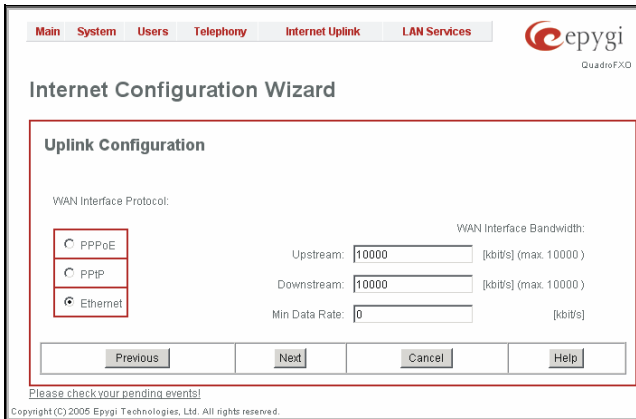 Main System Users Telephony Internet Uplink LAN Services
epygi
QuadroFXO
Internet Configuration Wizard
Uplink Configuration
WAN Interface Protocol:
WAN Interface Bandwidth:
PPPoE
Upstream: 10000 [kbit/s] (max. 10000 )
PPtP
Downstream: 10000 [kbit/s] (max. 10000 )
Ethernet
Min Data Rate: 0 [kbit/s]
Previous Next Cancel Help
Please check your pending events!
Copyright (C) 2005 Epygi Technologies, Ltd. All rights reserved.